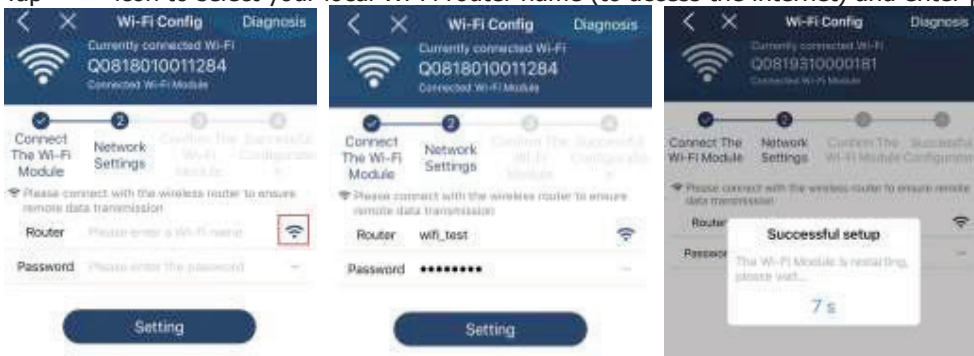 icon to select your local Wi-Fi router name (to access the internet) and enter
Wi-Fi Config Diagnosis
Currently connected Wi-Fi
Q0818010011284
Connected Wi-Fi Module
2
Connect The Wi-Fi Module
Network Settings
Please connect with the wireless router to ensure
remote data transmission
Router Please enter a Wi-Fi name
Password Please enter the password
Setting
Wi-Fi Config Diagnosis
Currently connected Wi-Fi
Q0818010011284
Connected Wi-Fi Module
2
Connect The Wi-Fi Module
Network Settings
Please connect with the wireless router to ensure
remote data transmission
Router wifi_test
Password ••••••••
Setting
Wi-Fi Config Diagnosis
Currently connected Wi-Fi
Q0819310000181
Connected Wi-Fi Module
Connect The Wi-Fi Module
Network Settings
Confirm The Wi-Fi Module
Please connect with the wireless router to ensure remote
data transmission
Router
Successful setup
The Wi-Fi Module is restarting,
please wait...
7 s